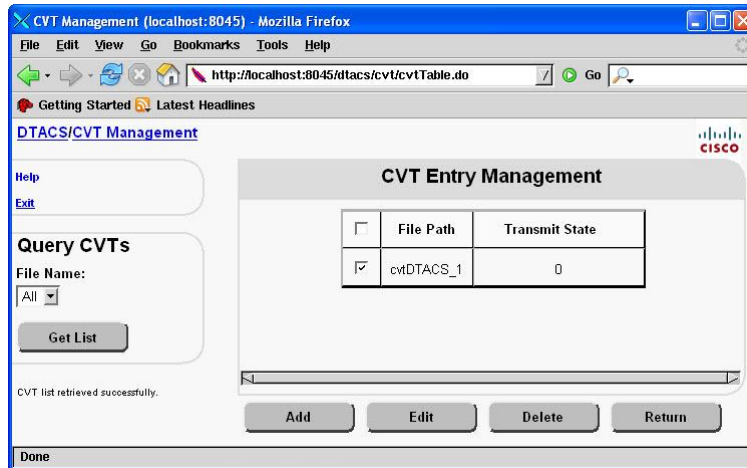 CVT Management (localhost:8045) - Mozilla Firefox
File Edit View Go Bookmarks Tools Help
http://localhost:8045/dtacs/cvt/cvtTable.do Go
Getting Started Latest Headlines
DTACS/CVT Management
CISCO
Help
Exit
Query CVTs
File Name:
All
Get List
CVT list retrieved successfully.
CVT Entry Management
File Path Transmit State
cvtDTACS_1 0
Add Edit Delete Return
Done